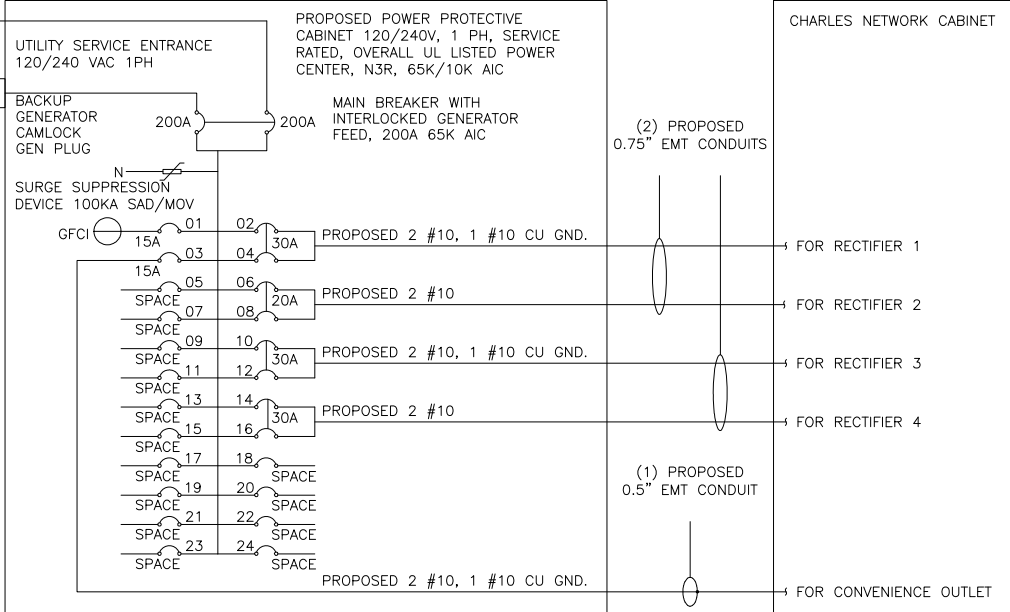 PROPOSED POWER PROTECTIVE
CABINET 120/240V, 1 PH, SERVICE
RATED, OVERALL UL LISTED POWER
CENTER, N3R, 65K/10K AIC
CHARLES NETWORK CABINET
UTILITY SERVICE ENTRANCE
120/240 VAC 1PH
BACKUP
GENERATOR
CAMLOCK
GEN PLUG
200A
200A
MAIN BREAKER WITH
INTERLOCKED GENERATOR
FEED, 200A 65K AIC
(2) PROPOSED
0.75" EMT CONDUITS
N
SURGE SUPPRESSION
DEVICE 100KA SAD/MOV
GFCI
15A
01
02
30A
PROPOSED 2 #10, 1 #10 CU GND.
FOR RECTIFIER 1
15A
03
04
SPACE
05
06
20A
PROPOSED 2 #10
FOR RECTIFIER 2
SPACE
07
08
SPACE
09
10
30A
PROPOSED 2 #10, 1 #10 CU GND.
FOR RECTIFIER 3
SPACE
11
12
SPACE
13
14
30A
PROPOSED 2 #10
FOR RECTIFIER 4
SPACE
15
16
SPACE
17
18
SPACE
SPACE
19
20
SPACE
SPACE
21
22
SPACE
SPACE
23
24
SPACE
(1) PROPOSED
0.5" EMT CONDUIT
PROPOSED 2 #10, 1 #10 CU GND.
FOR CONVENIENCE OUTLET